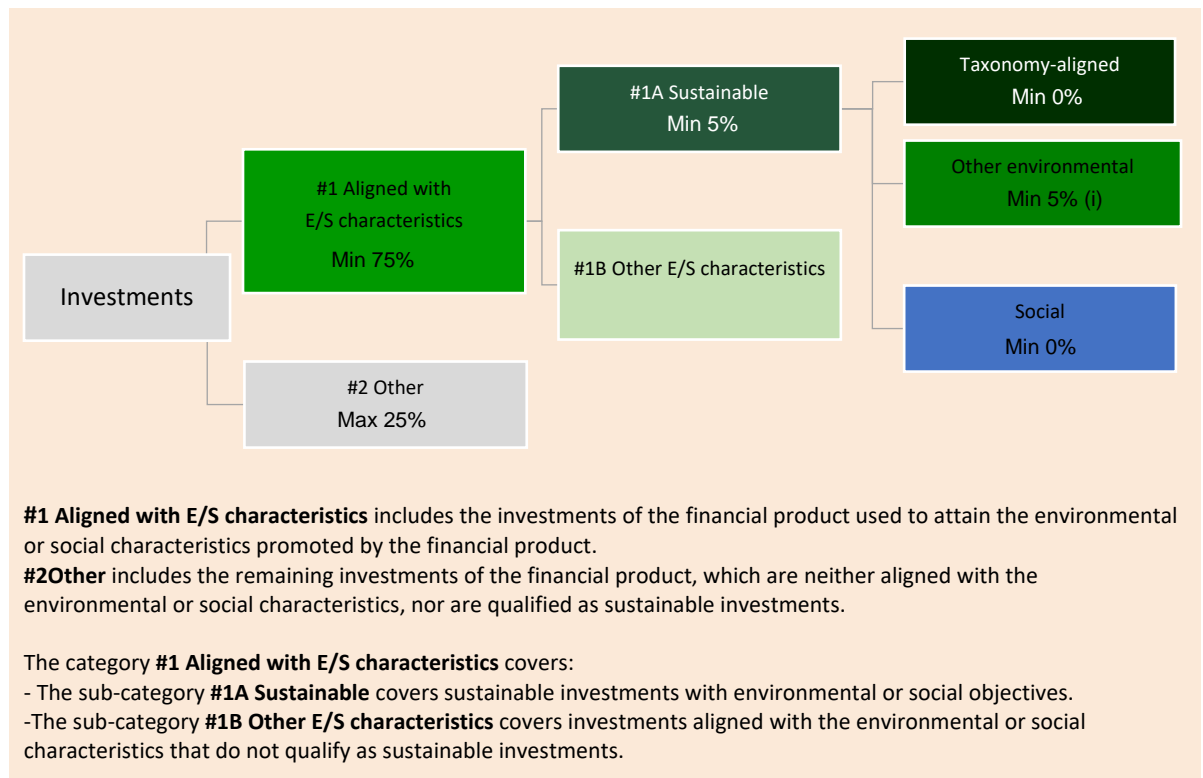 Investments
#1 Aligned with
E/S characteristics
Min 75%
#2 Other
Max 25%
#1A Sustainable
Min 5%
#1B Other E/S characteristics
Taxonomy-aligned
Min 0%
Other environmental
Min 5% (i)
Social
Min 0%
#1 Aligned with E/S characteristics includes the investments of the financial product used to attain the environmental
or social characteristics promoted by the financial product.
#2Other includes the remaining investments of the financial product, which are neither aligned with the
environmental or social characteristics, nor are qualified as sustainable investments.
The category #1 Aligned with E/S characteristics covers:
- The sub-category #1A Sustainable covers sustainable investments with environmental or social objectives.
-The sub-category #1B Other E/S characteristics covers investments aligned with the environmental or social
characteristics that do not qualify as sustainable investments.